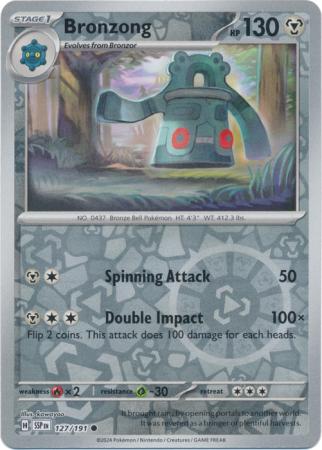 STAGE 1
Bronzong
HP 130
Evolves from Bronzor
NO. 0437 Bronze Bell Pokémon HT: 4'3" WT: 412.3 lbs.
Spinning Attack 50
Double Impact 100×
Flip 2 coins. This attack does 100 damage for each heads.
weakness ×2 resistance -30 retreat
Illus. kawayoo
H SSP EN 127/191
It brought rain by opening portals to another
world. It was revered as a bringer of plentiful harvests.
©2024 Pokémon / Nintendo / Creatures / GAME FREAK